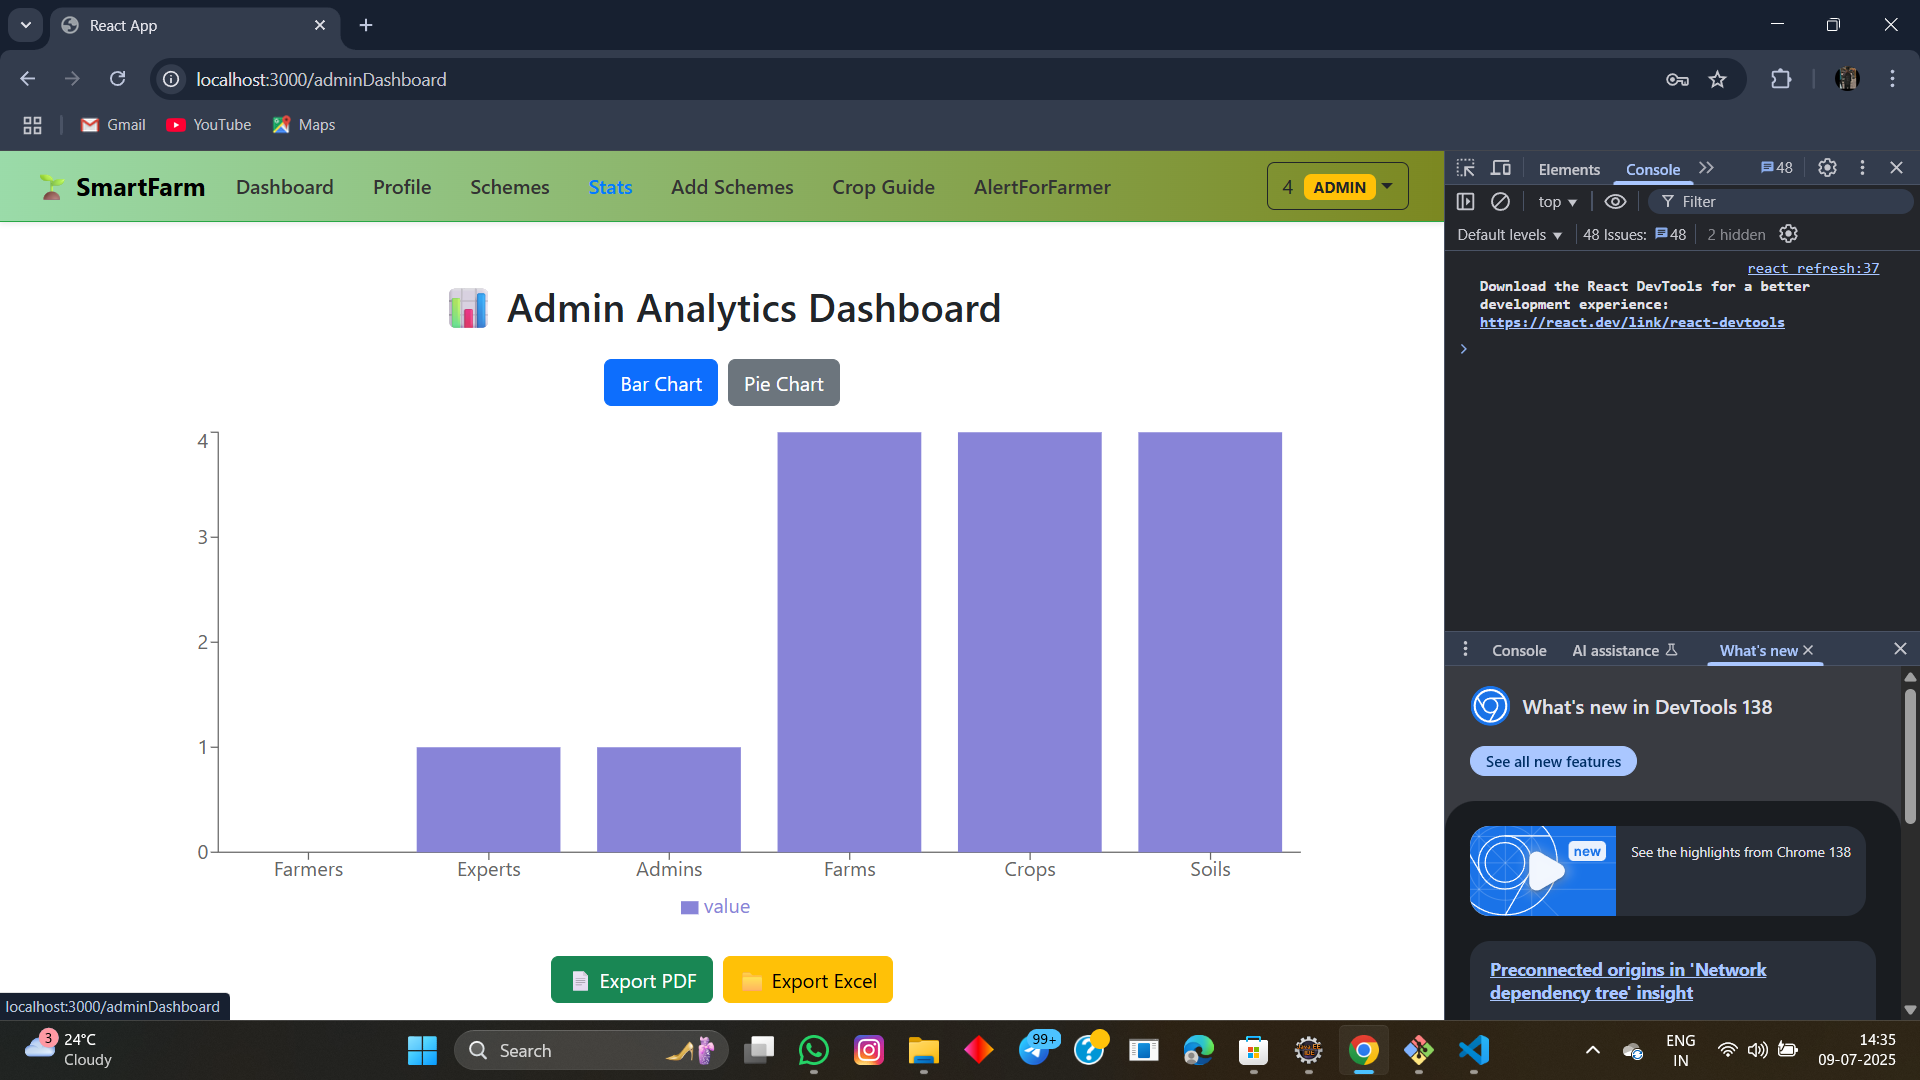 React App
localhost:3000/adminDashboard
Gmail YouTube Maps
SmartFarm Dashboard Profile Schemes Stats Add Schemes Crop Guide AlertForFarmer 4 ADMIN
Admin Analytics Dashboard
Bar Chart Pie Chart
4
3
2
1
0
Farmers Experts Admins Farms Crops Soils
value
Export PDF Export Excel
localhost:3000/adminDashboard
Elements Console 48
top Filter
Default levels 48 Issues: 48 2 hidden
react refresh:37
Download the React DevTools for a better
development experience:
https://react.dev/link/react-devtools
Console AI assistance What's new
What's new in DevTools 138
See all new features
new
See the highlights from Chrome 138
Preconnected origins in 'Network
dependency tree' insight
3
24°C
Cloudy
Search
99+
ENG
IN
14:35
09-07-2025